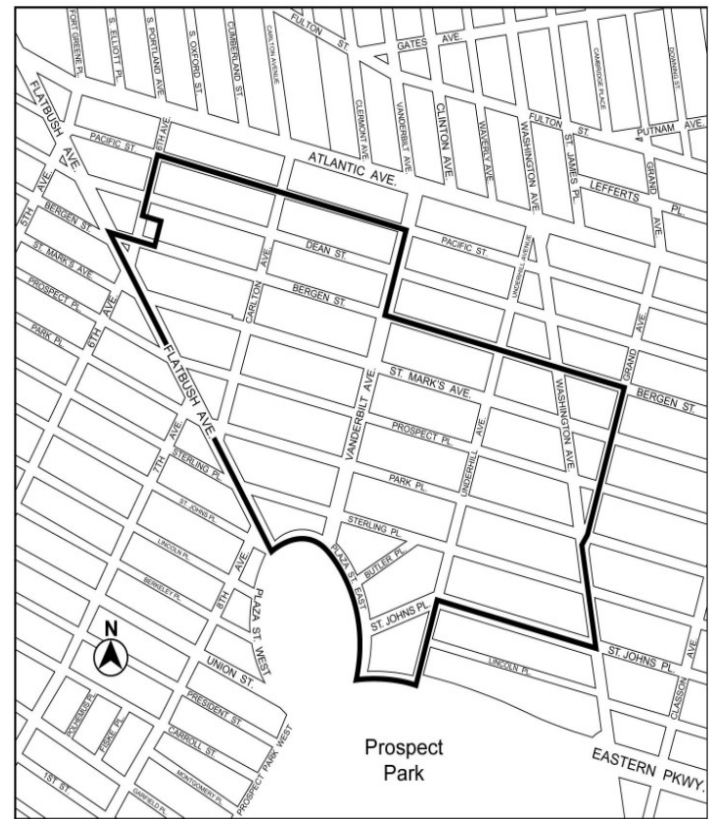 FORT GREENE PL.
S. ELLIOTT PL.
S. PORTLAND AVE.
S. OXFORD ST.
CUMBERLAND ST.
CARLTON AVENUE
FULTON ST.
GATES AVE.
CAMBRIDGE PLACE
DOWNING ST.
FLATBUSH AVE.
PACIFIC ST.
6TH AVE.
CLERMONT AVE.
VANDERBILT AVE.
CLINTON AVE.
WAVERLY AVE.
WASHINGTON AVE.
ST. JAMES PL.
FULTON ST.
PUTNAM AVE.
ATLANTIC AVE.
LEFFERTS PL.
GRAND AVE.
5TH AVE.
BERGEN ST.
ST. MARK'S AVE.
PROSPECT PL.
PARK PL.
6TH AVE.
DEAN ST.
PACIFIC ST.
UNDERHILL AVENUE
CARLTON AVE.
BERGEN ST.
GRAND AVE.
BERGEN ST.
FLATBUSH AVE.
VANDERBILT AVE.
ST. MARK'S AVE.
WASHINGTON AVE.
PROSPECT PL.
UNDERHILL AVE.
7TH AVE.
STERLING PL.
PARK PL.
ST. JOHNS PL.
STERLING PL.
LINCOLN PL.
PLAZA ST. EAST
BUTLER PL.
BERKELEY PL.
8TH AVE.
PLAZA ST. WEST
ST. JOHNS PL.
N
UNION ST.
LINCOLN PL.
ST. JOHNS PL.
CLASSON AVE.
POLHEMUS PL.
FISKE PL.
PRESIDENT ST.
CARROLL ST.
PROSPECT PARK WEST
Prospect
Park
EASTERN PKWY.
1ST ST
MONTGOMERY PL.
GARFIELD PL.